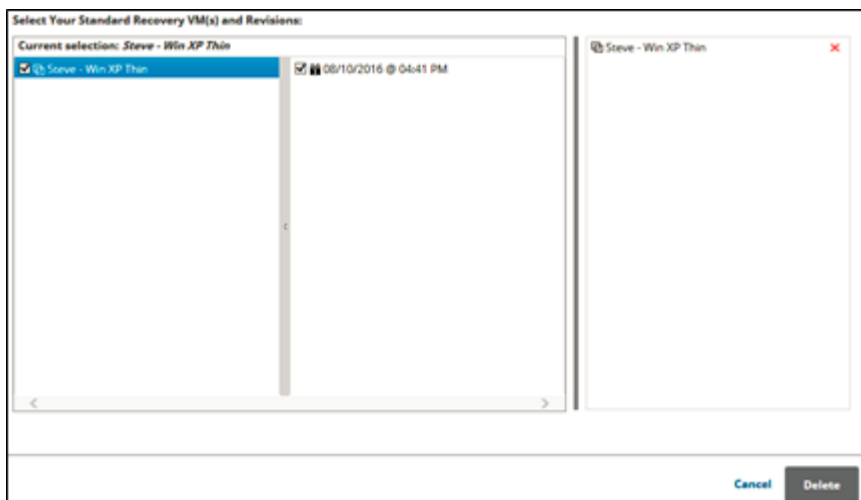 Select Your Standard Recovery VM(s) and Revisions:
Current selection: Steve - Win XP Thin
Steve - Win XP Thin
08/10/2016 @ 04:41 PM
Steve - Win XP Thin
Cancel
Delete